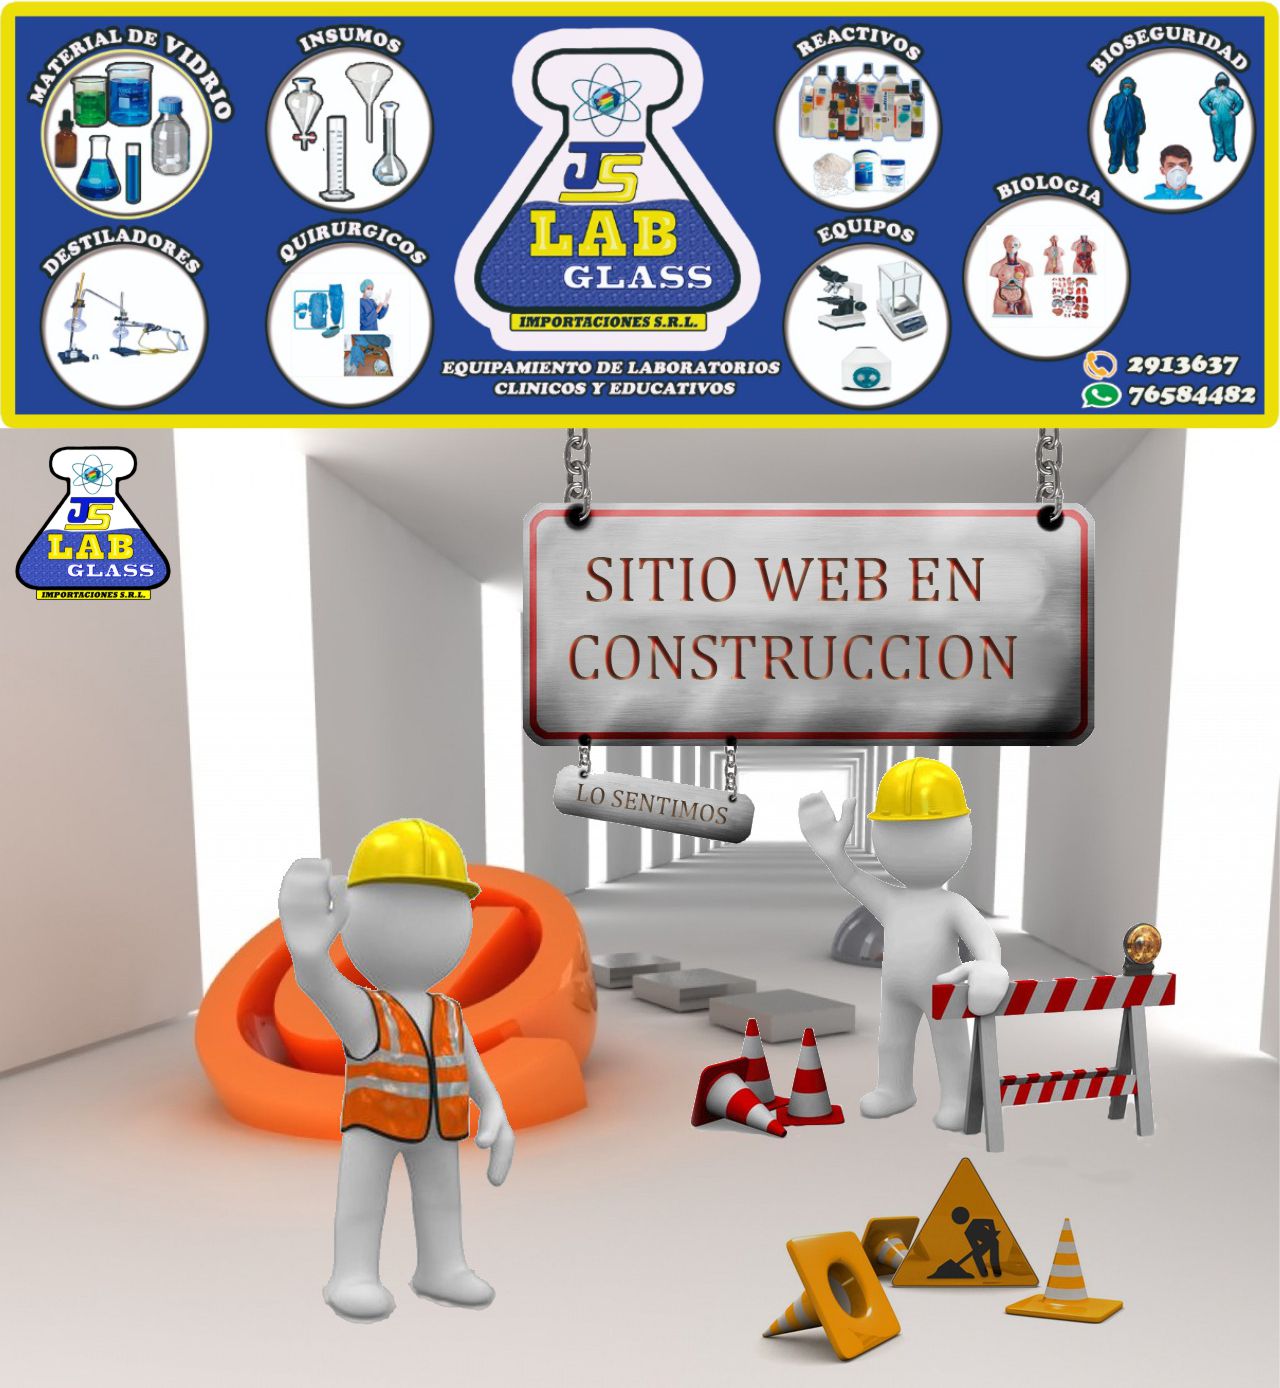 MATERIAL DE VIDRIO
INSUMOS
REACTIVOS
BIOSEGURIDAD
DESTILADORES
QUIRURGICOS
EQUIPOS
BIOLOGIA
JS
LAB
GLASS
IMPORTACIONES S.R.L.
EQUIPAMIENTO DE LABORATORIOS
CLINICOS Y EDUCATIVOS
2913637
76584482
JS
LAB
GLASS
IMPORTACIONES S.R.L.
SITIO WEB EN
CONSTRUCCION
LO SENTIMOS